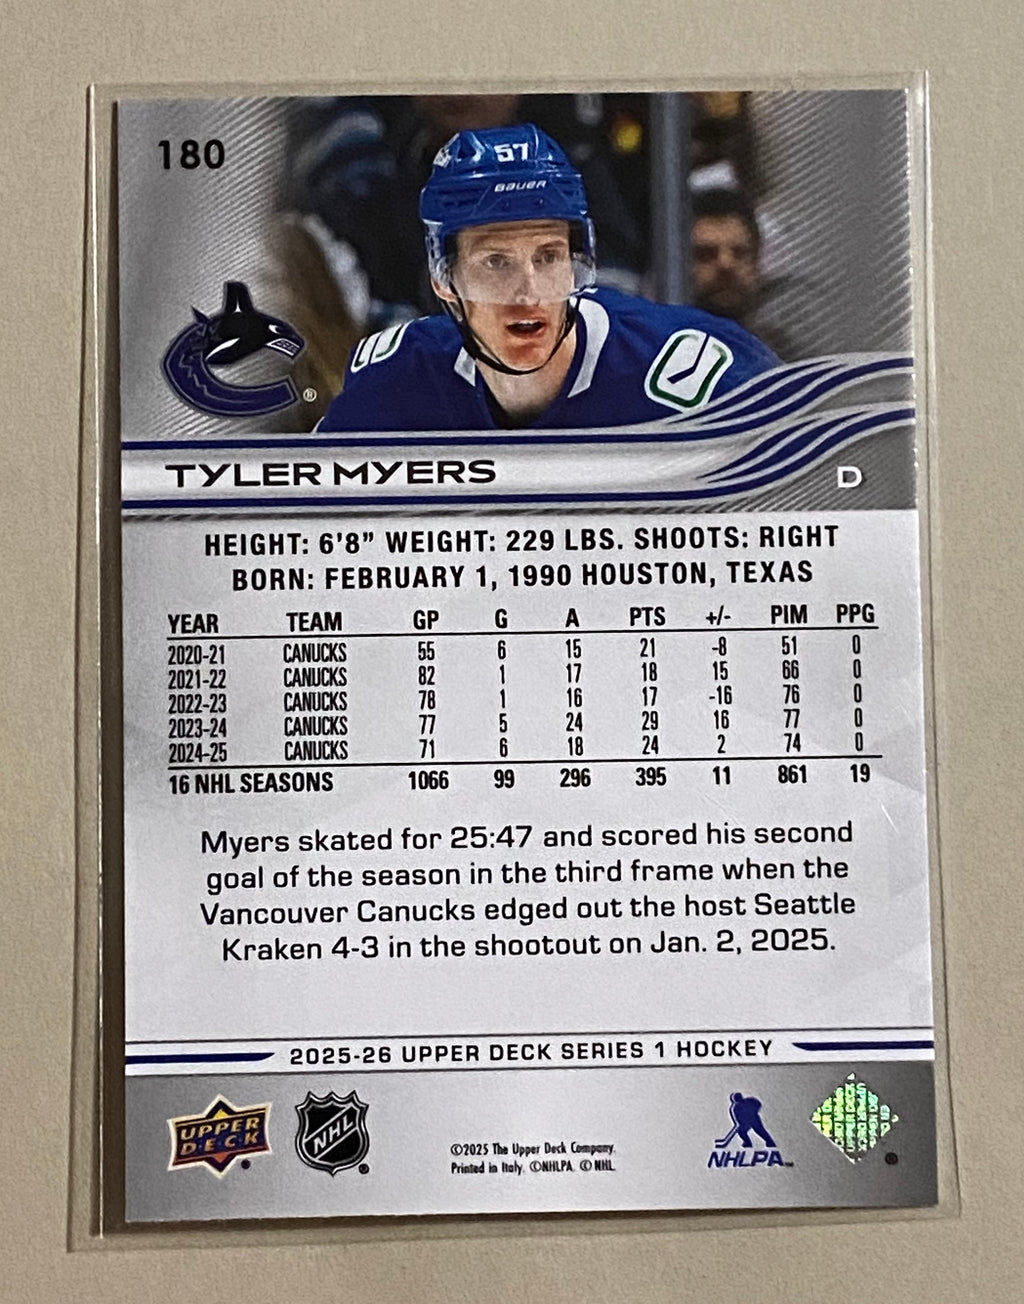 180
57
BAUER
®
TYLER MYERS
D
HEIGHT: 6'8” WEIGHT: 229 LBS. SHOOTS: RIGHT
BORN: FEBRUARY 1, 1990 HOUSTON, TEXAS
YEAR TEAM GP G A PTS +/- PIM PPG
2020-21 CANUCKS 55 6 15 21 -8 51 0
2021-22 CANUCKS 82 1 17 18 15 66 0
2022-23 CANUCKS 78 1 16 17 -16 76 0
2023-24 CANUCKS 77 5 24 29 16 77 0
2024-25 CANUCKS 71 6 18 24 2 74 0
16 NHL SEASONS 1066 99 296 395 11 861 19
Myers skated for 25:47 and scored his second
goal of the season in the third frame when the
Vancouver Canucks edged out the host Seattle
Kraken 4-3 in the shootout on Jan. 2, 2025.
2025-26 UPPER DECK SERIES 1 HOCKEY
UPPER
DECK
NHL
©2025 The Upper Deck Company.
Printed in Italy. ©NHLPA. © NHL.
NHLPA